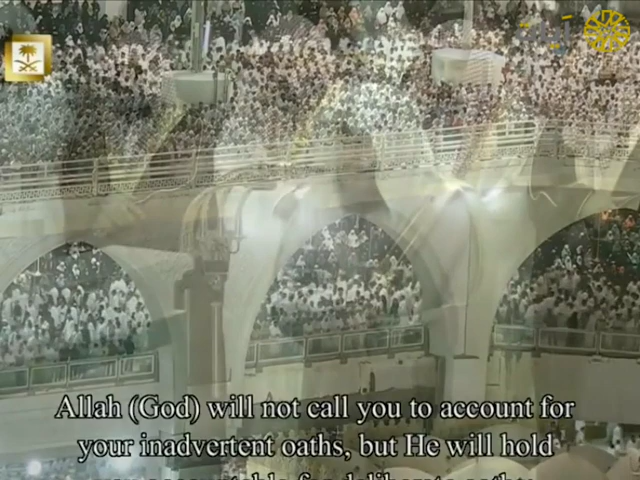 Allah (God) will not call you to account for
your inadvertent oaths, but He will hold